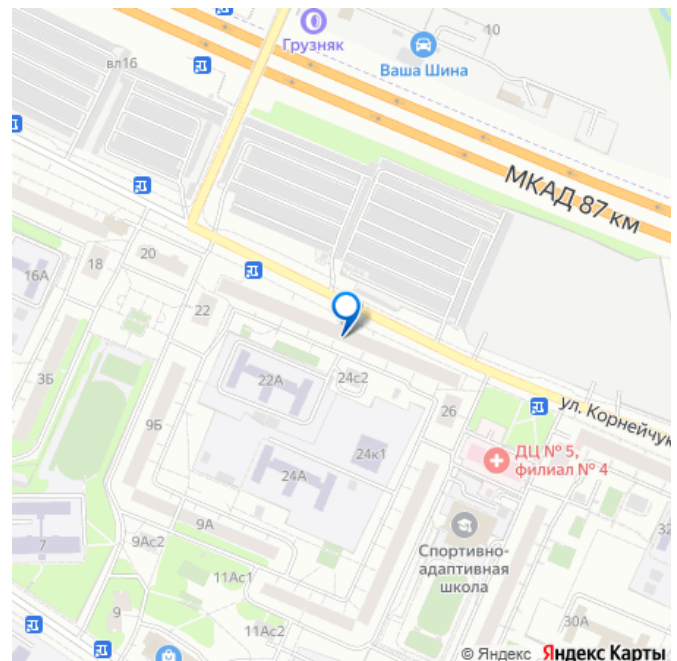 10
Грузняк
Ваша Шина
вл16
МКАД 87 км
16А
18
20
22
3Б
22А
24с2
26
ул. Корнейчук
9Б
ДЦ № 5,
филиал № 4
24к1
24А
9А
Спортивно-
адаптивная
школа
7
9Ас2
11Ас1
9
11Ас2
30А
32
© Яндекс Яндекс Карты